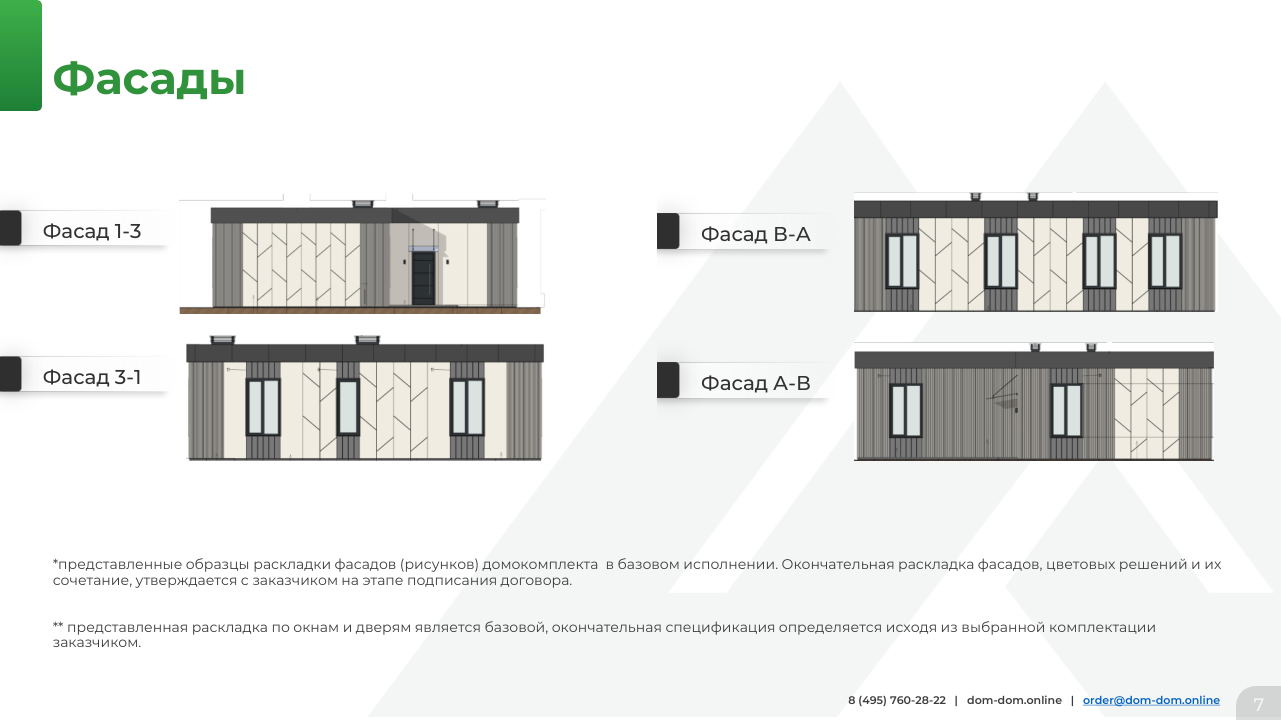 Фасады
Фасад 1-3
Фасад В-А
Фасад 3-1
Фасад А-В
*представленные образцы раскладки фасадов (рисунков) домокомплекта  в базовом исполнении. Окончательная раскладка фасадов, цветовых решений и их
сочетание, утверждается с заказчиком на этапе подписания договора.
** представленная раскладка по окнам и дверям является базовой, окончательная спецификация определяется исходя из выбранной комплектации
заказчиком.
8 (495) 760-28-22 | dom-dom.online | order@dom-dom.online
7